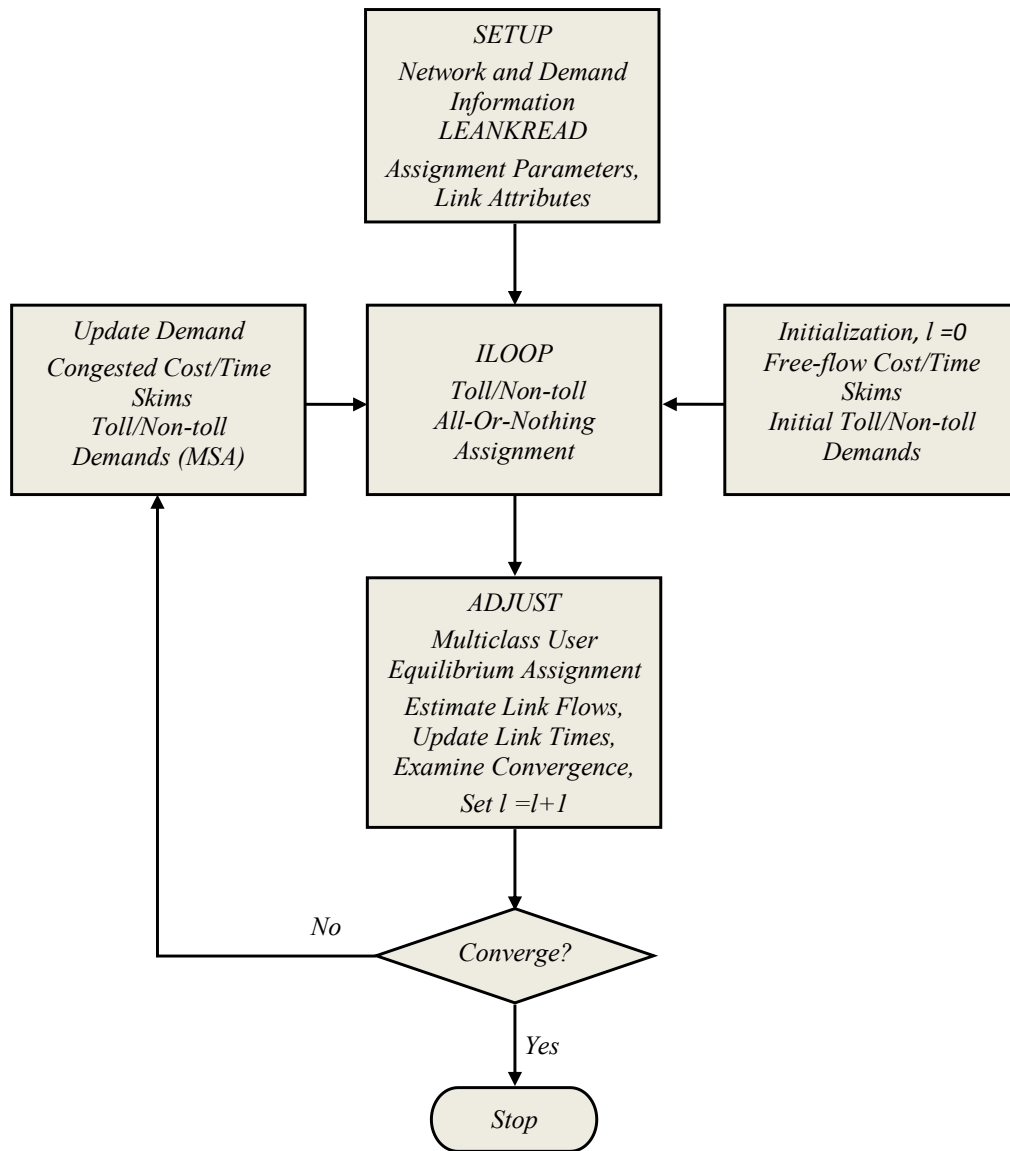 SETUP
Network and Demand
Information
LEANKREAD
Assignment Parameters,
Link Attributes
Update Demand
Congested Cost/Time
Skims
Toll/Non-toll
Demands (MSA)
ILOOP
Toll/Non-toll
All-Or-Nothing
Assignment
Initialization, l =0
Free-flow Cost/Time
Skims
Initial Toll/Non-toll
Demands
ADJUST
Multiclass User
Equilibrium Assignment
Estimate Link Flows,
Update Link Times,
Examine Convergence,
Set l =l+1
No
Converge?
Yes
Stop